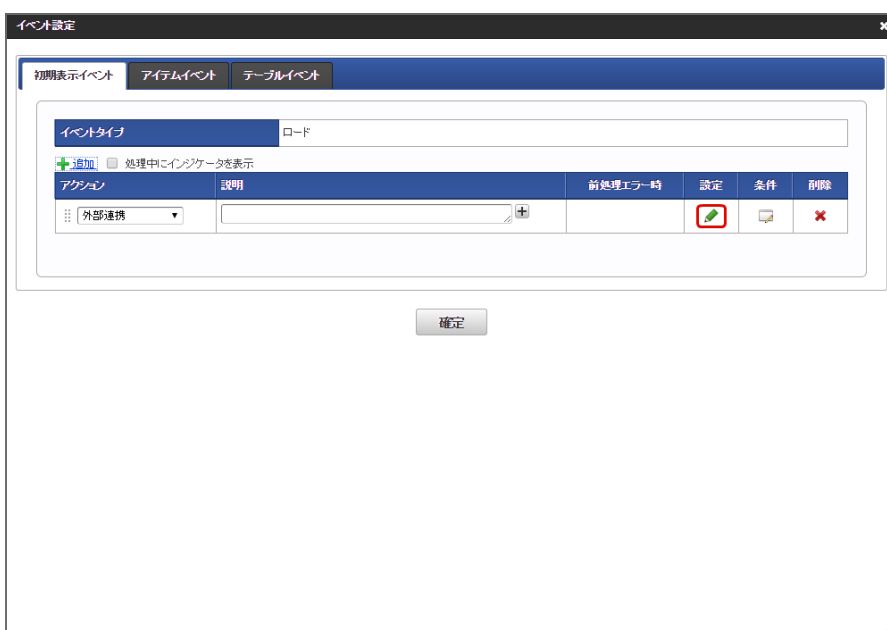 イベント設定
初期表示イベント アイテムイベント テーブルイベント
イベントタイプ ロード
追加 処理中にインジケータを表示
アクション 説明 前処理エラー時 設定 条件 削除
外部連携
確定